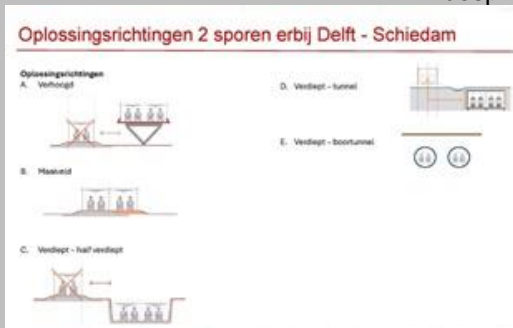 Oplossingsrichtingen 2 sporen erbij Delft - Schiedam
Oplossingsrichtingen
A. Verhoogd
B. Maaiveld
C. Verdiept - half verdiept
D. Verdiept - tunnel
E. Verdiept - boortunnel